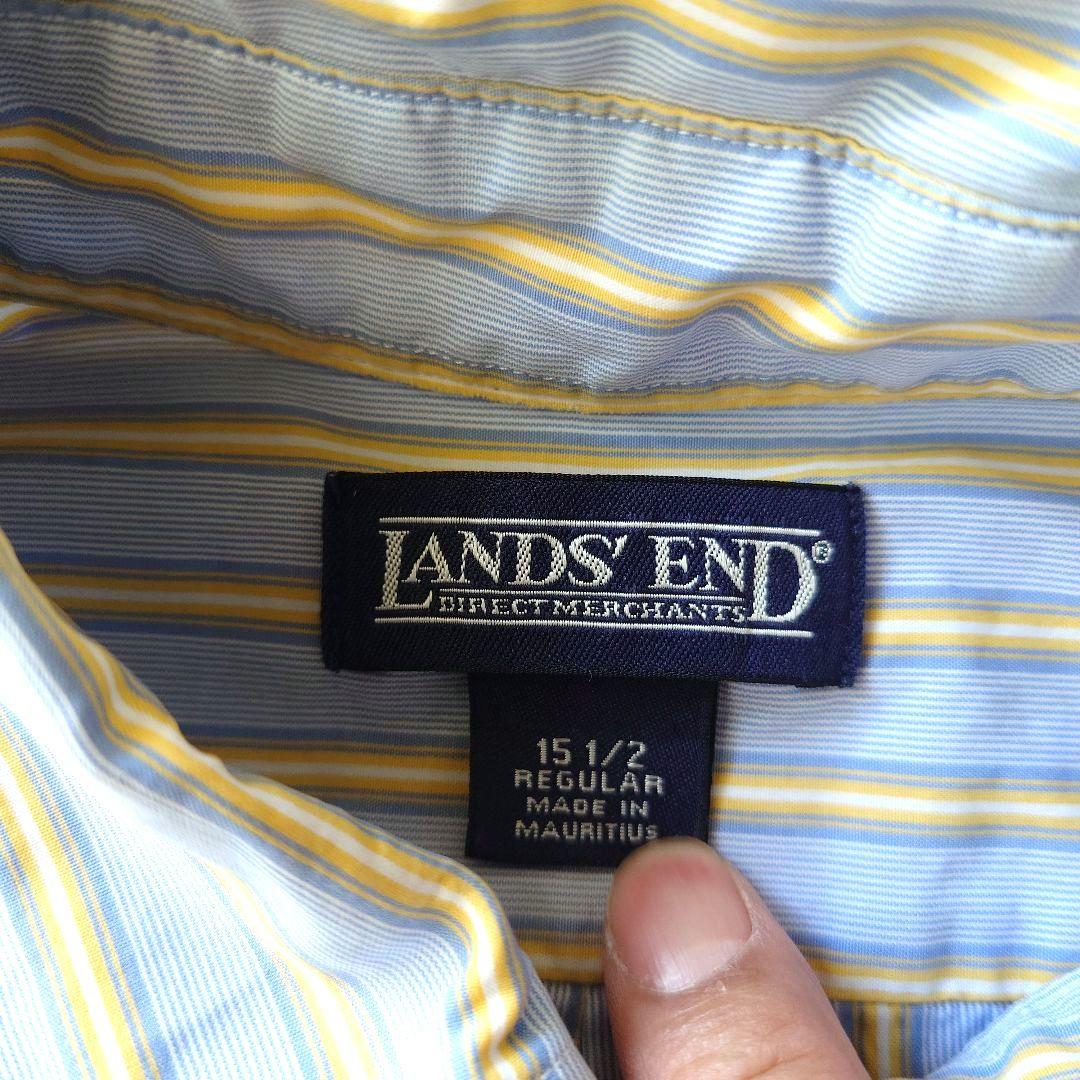 LANDS' END®
DIRECT MERCHANTS
15 1/2
REGULAR
MADE IN
MAURITIUS